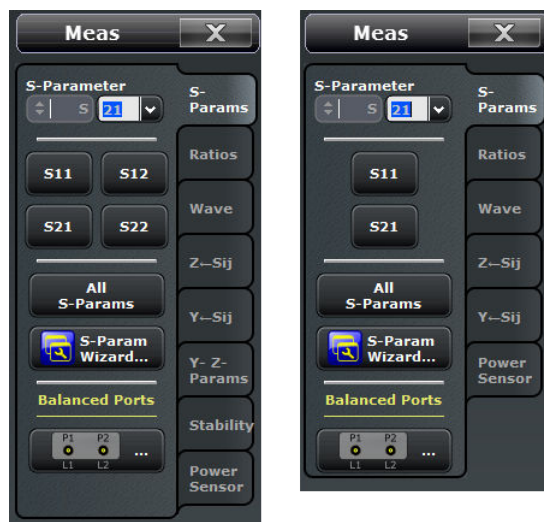 Meas X
S-Parameter
S 21
S11 S12
S21 S22
All
S-Params
S-Param
Wizard...
Balanced Ports
P1 P2
...
L1 L2
S-
Params
Ratios
Wave
Z←Sij
Y←Sij
Y- Z-
Params
Stability
Power
Sensor
Meas X
S-Parameter
S 21
S11
S21
All
S-Params
S-Param
Wizard...
Balanced Ports
P1 P2
...
L1 L2
S-
Params
Ratios
Wave
Z←Sij
Y←Sij
Power
Sensor